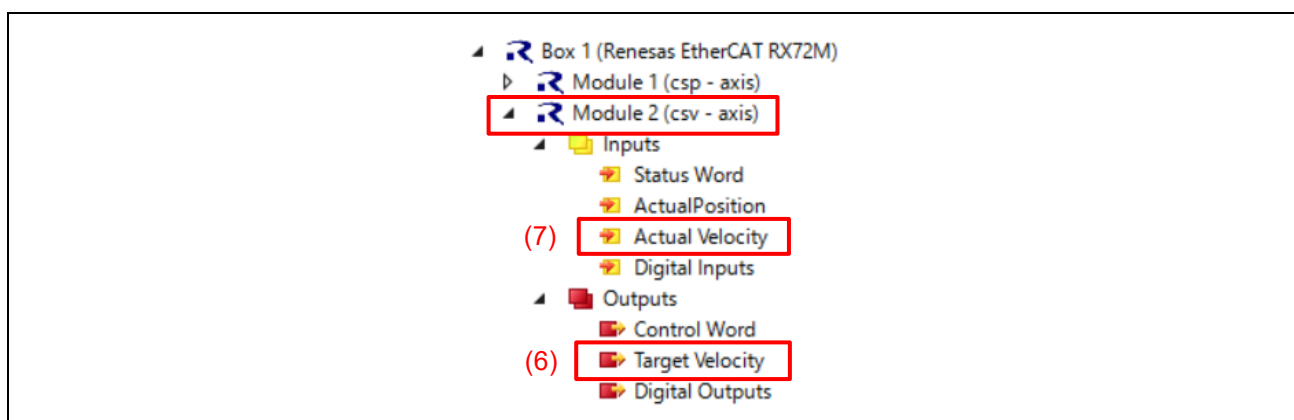 Box 1 (Renesas EtherCAT RX72M)
Module 1 (csp - axis)
Module 2 (csv - axis)
Inputs
Status Word
ActualPosition
(7) Actual Velocity
Digital Inputs
Outputs
Control Word
(6) Target Velocity
Digital Outputs